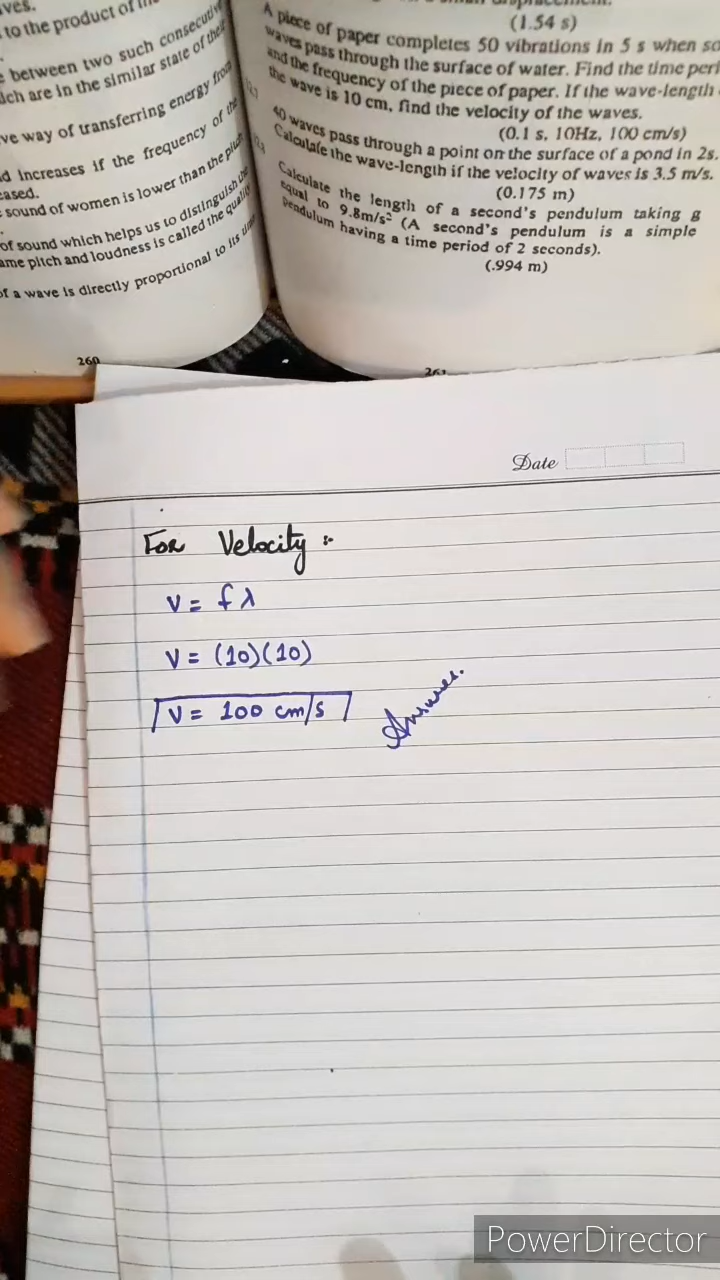 ves.
to the product of
between two such consecutive
ich are in the similar state of their
ve way of transferring energy from
d increases if the frequency of the
eased.
sound of women is lower than the pitch
of sound which helps us to distinguish the
ame pitch and loudness is called the quality
of a wave is directly proportional to its
260
(1.54 s)
A piece of paper completes 50 vibrations in 5 s when so
waves pass through the surface of water. Find the time peri
and the frequency of the piece of paper. If the wave-length
the wave is 10 cm, find the velocity of the waves.
(0.1 s, 10Hz, 100 cm/s)
40 waves pass through a point on the surface of a pond in 2s.
Calculate the wave-length if the velocity of waves is 3.5 m/s.
(0.175 m)
Calculate the length of a second's pendulum taking g
equal to 9.8m/s² (A second's pendulum is a simple
pendulum having a time period of 2 seconds).
(.994 m)
Date
For Velocity :-
v = fλ
v = (10)(10)
v = 100 cm/s
Answer.
PowerDirector